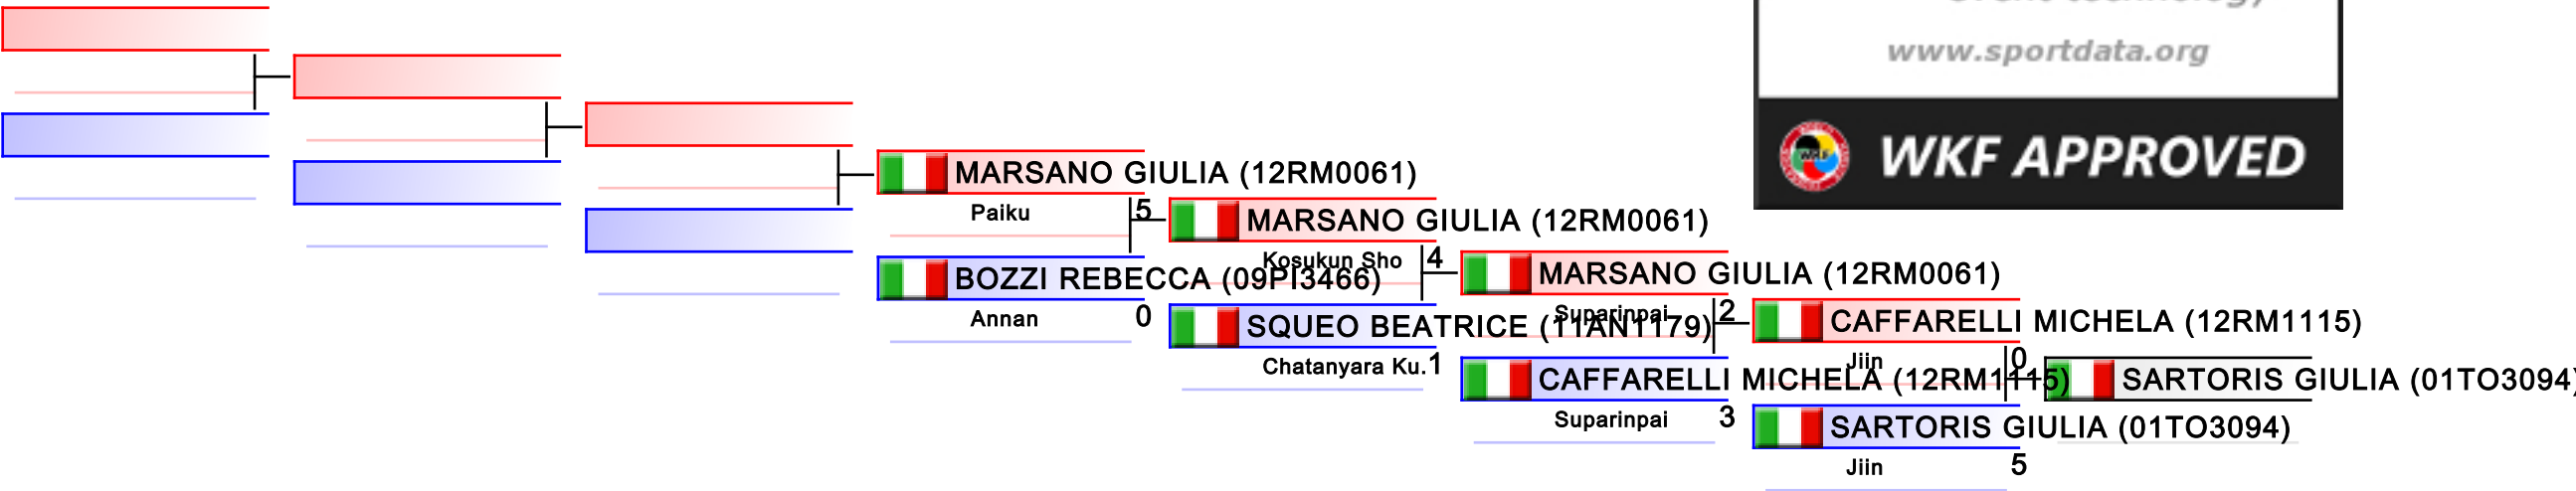 www.sportdata.org
WKF APPROVED
MARSANO GIULIA (12RM0061)
Paiku
5
BOZZI REBECCA (09PI3466)
Annan
0
MARSANO GIULIA (12RM0061)
Kosukun Sho
4
SQUEO BEATRICE (11AN1179)
Chatanyara Ku.
1
MARSANO GIULIA (12RM0061)
Suparinpai
2
CAFFARELLI MICHELA (12RM1115)
Suparinpai
3
CAFFARELLI MICHELA (12RM1115)
Jiin
0
SARTORIS GIULIA (01TO3094)
Jiin
5
SARTORIS GIULIA (01TO3094)